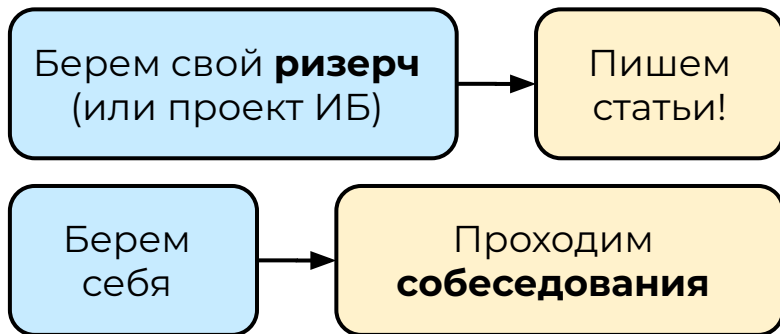 Берем свой ризерч
(или проект ИБ)
Пишем
статьи!
Берем
себя
Проходим
собеседования